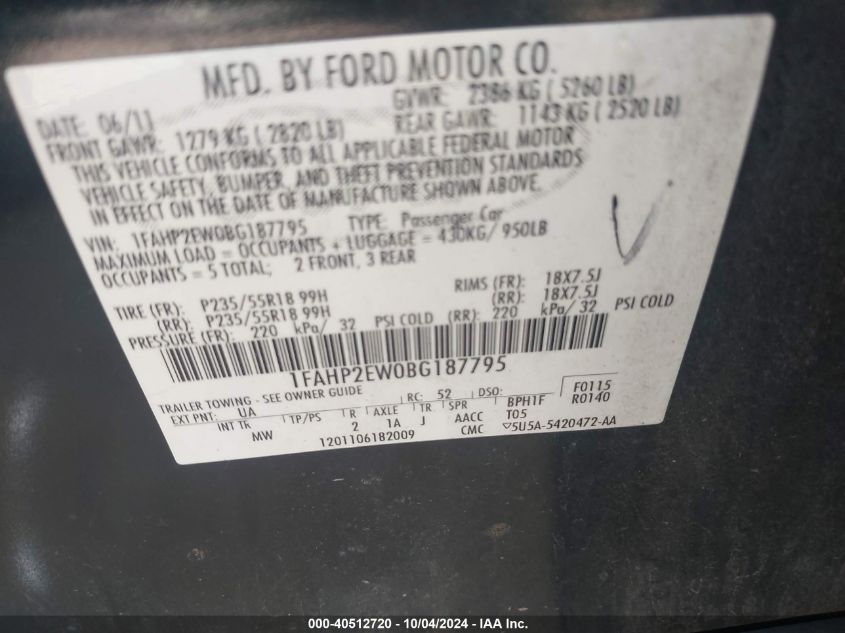 MFD. BY FORD MOTOR CO.
DATE: 06/11 GVWR: 2386 KG ( 5260 LB)
FRONT GAWR: 1279 KG ( 2820 LB) REAR GAWR: 1143 KG ( 2520 LB)
THIS VEHICLE CONFORMS TO ALL APPLICABLE FEDERAL MOTOR
VEHICLE SAFETY, BUMPER, AND THEFT PREVENTION STANDARDS
IN EFFECT ON THE DATE OF MANUFACTURE SHOWN ABOVE.
VIN: 1FAHP2EW0BG187795 TYPE: Passenger Car
MAXIMUM LOAD = OCCUPANTS + LUGGAGE = 430KG/ 950LB
OCCUPANTS = 5 TOTAL; 2 FRONT, 3 REAR
TIRE (FR): P235/55R18 99H RIMS (FR): 18X7.5J
(RR): P235/55R18 99H (RR): 18X7.5J
PRESSURE (FR): 220 kPa/ 32 PSI COLD (RR): 220 kPa/ 32 PSI COLD
1FAHP2EW0BG187795
TRAILER TOWING - SEE OWNER GUIDE
F0115
EXT PNT: UA RC: 52 DSO: BPH1F R0140
INT TR TP/PS R AXLE TR SPR T05
MW 2 1A J AACC
1201106182009 CMC ▽5U5A-5420472-AA
V
000-40512720 - 10/04/2024 - IAA Inc.